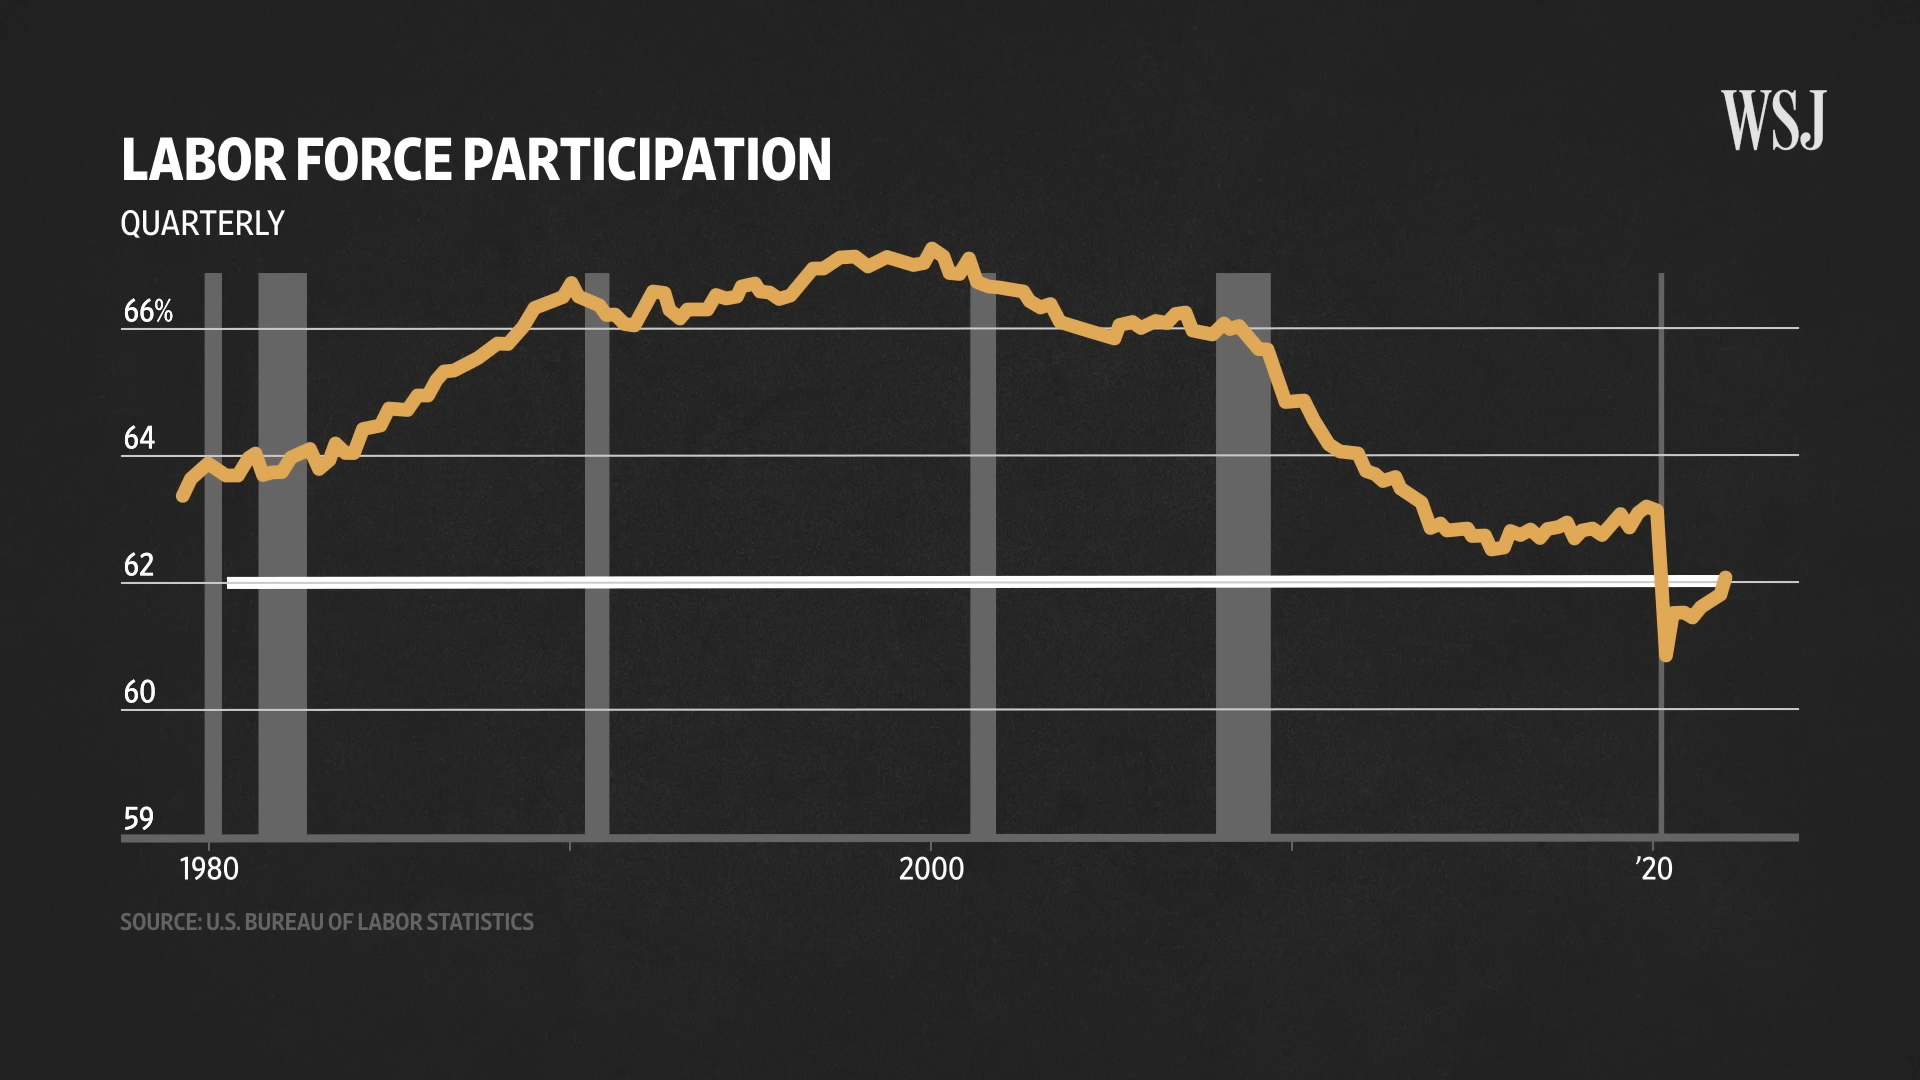 WSJ
LABOR FORCE PARTICIPATION
QUARTERLY
66%
64
62
60
59
1980
2000
’20
SOURCE: U.S. BUREAU OF LABOR STATISTICS